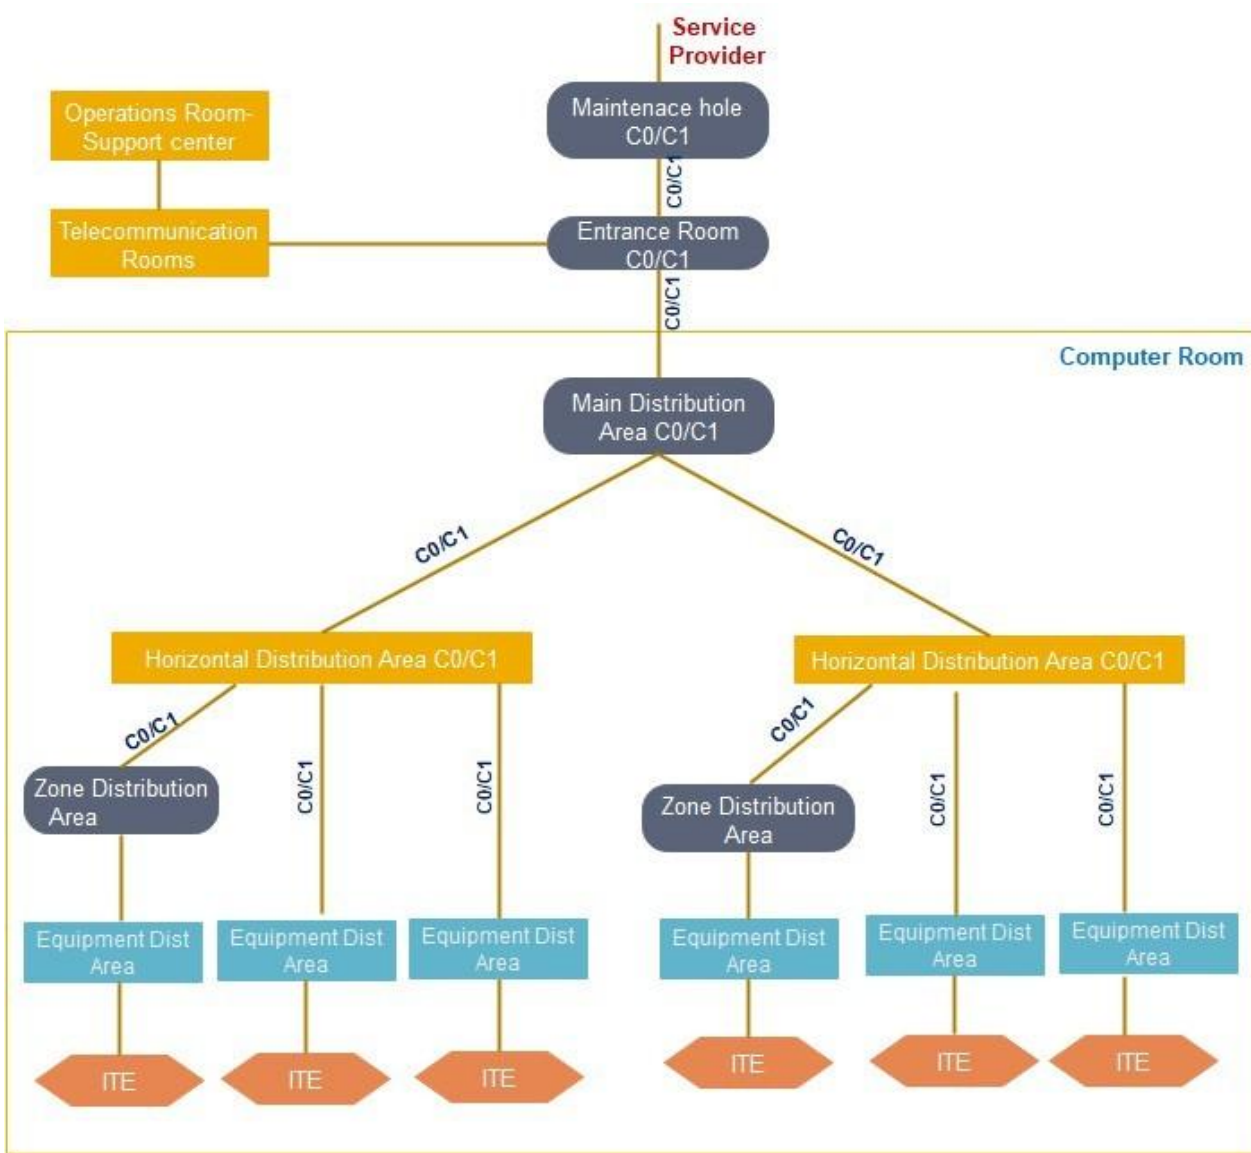 Service
Provider
Maintenace hole
C0/C1
Operations Room-
Support center
C0/C1
Telecommunication
Rooms
Entrance Room
C0/C1
C0/C1
Computer Room
Main Distribution
Area C0/C1
C0/C1
C0/C1
Horizontal Distribution Area C0/C1
Horizontal Distribution Area C0/C1
C0/C1
C0/C1
C0/C1
C0/C1
C0/C1
C0/C1
Zone Distribution
Area
Zone Distribution
Area
Equipment Dist
Area
Equipment Dist
Area
Equipment Dist
Area
Equipment Dist
Area
Equipment Dist
Area
Equipment Dist
Area
ITE
ITE
ITE
ITE
ITE
ITE